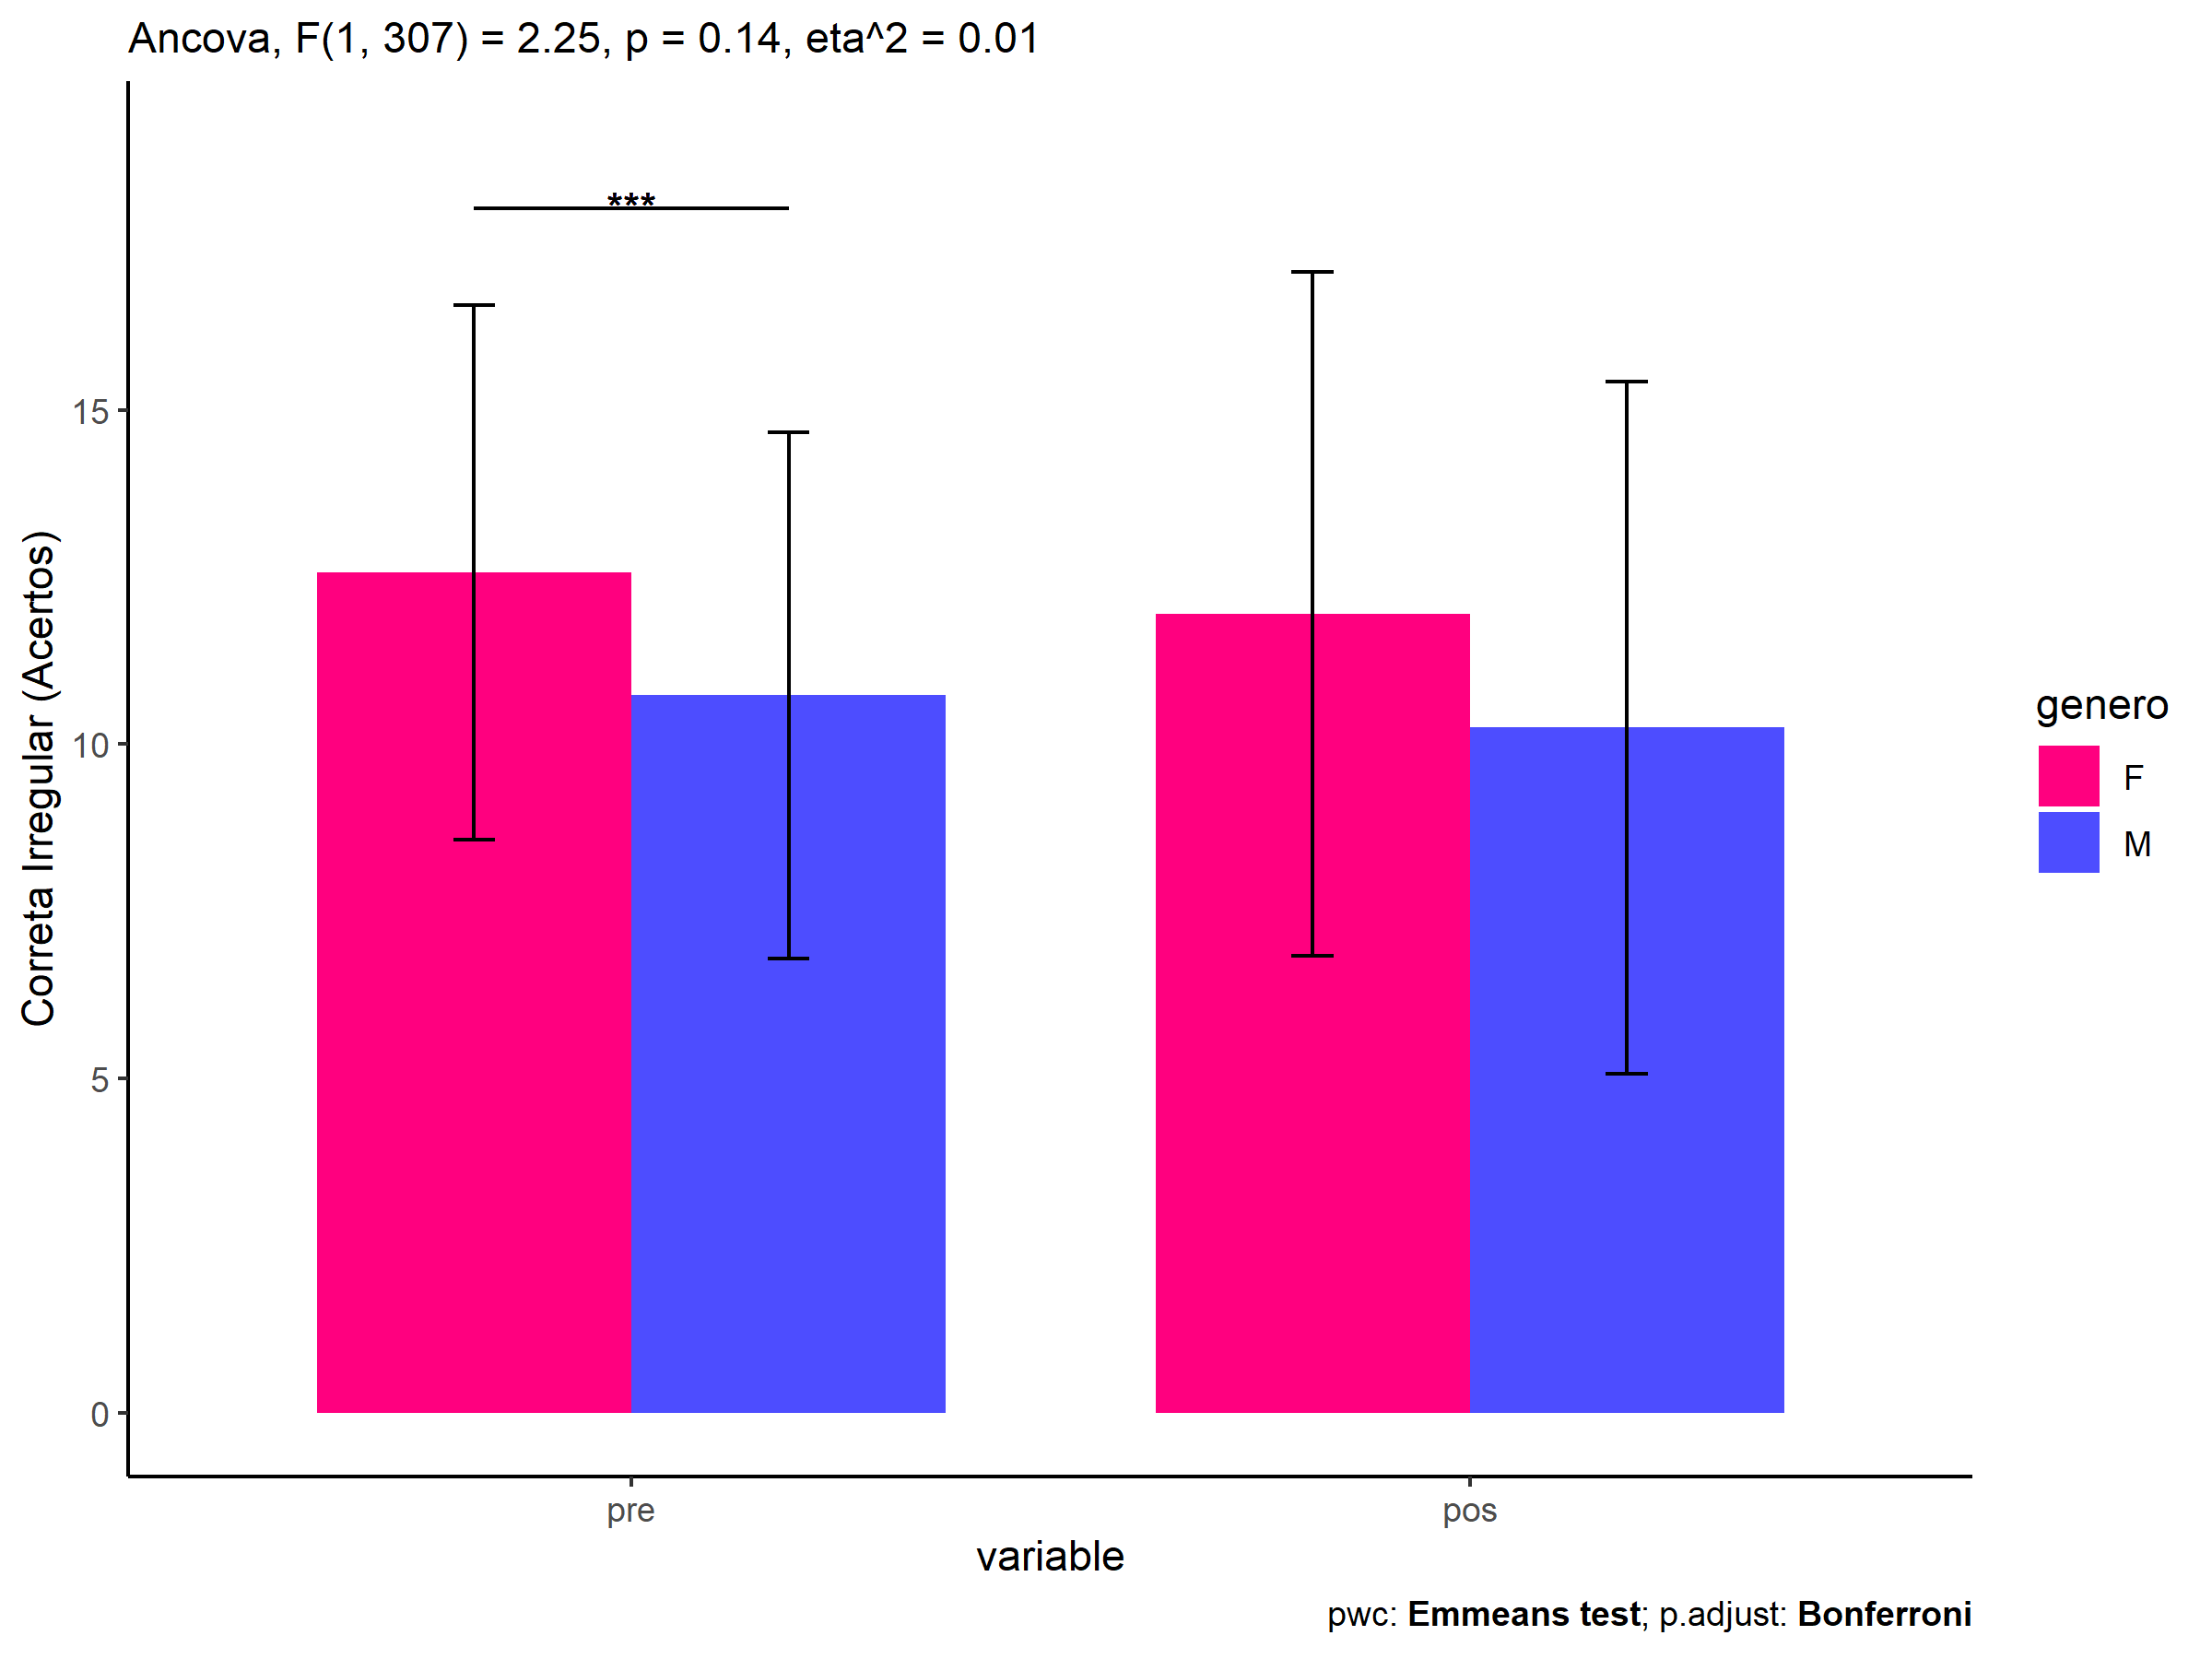 Ancova, F(1, 307) = 2.25, p = 0.14, eta^2 = 0.01
***
15
10
5
0
Correta Irregular (Acertos)
pre
pos
variable
genero
F
M
pwc: Emmeans test; p.adjust: Bonferroni